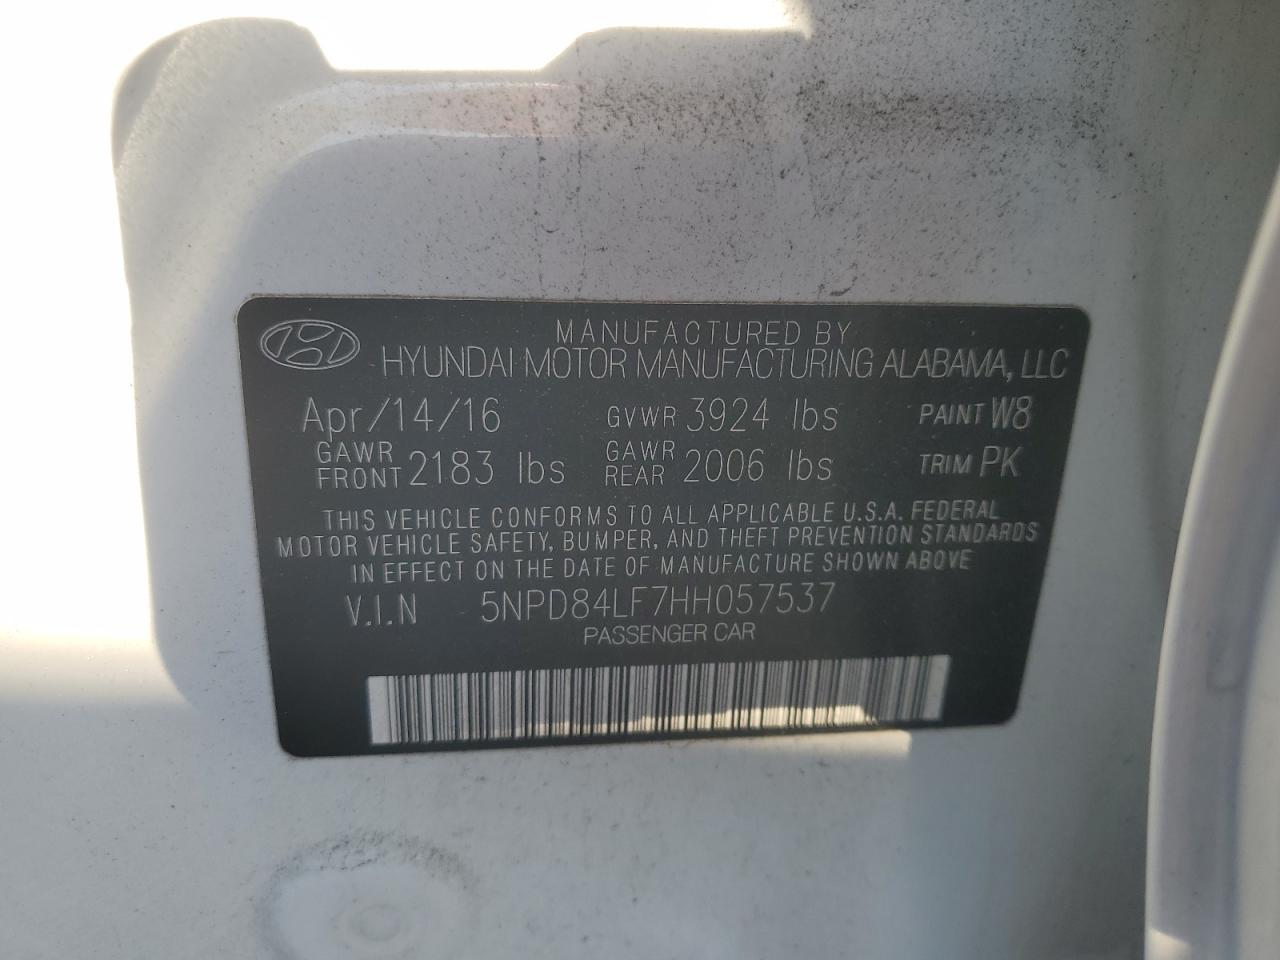 MANUFACTURED BY
HYUNDAI MOTOR MANUFACTURING ALABAMA, LLC
Apr/14/16 GVWR 3924 lbs PAINT W8
GAWR FRONT 2183 lbs GAWR REAR 2006 lbs TRIM PK
THIS VEHICLE CONFORMS TO ALL APPLICABLE U.S.A. FEDERAL
MOTOR VEHICLE SAFETY, BUMPER, AND THEFT PREVENTION STANDARDS
IN EFFECT ON THE DATE OF MANUFACTURE SHOWN ABOVE
V.I.N 5NPD84LF7HH057537
PASSENGER CAR